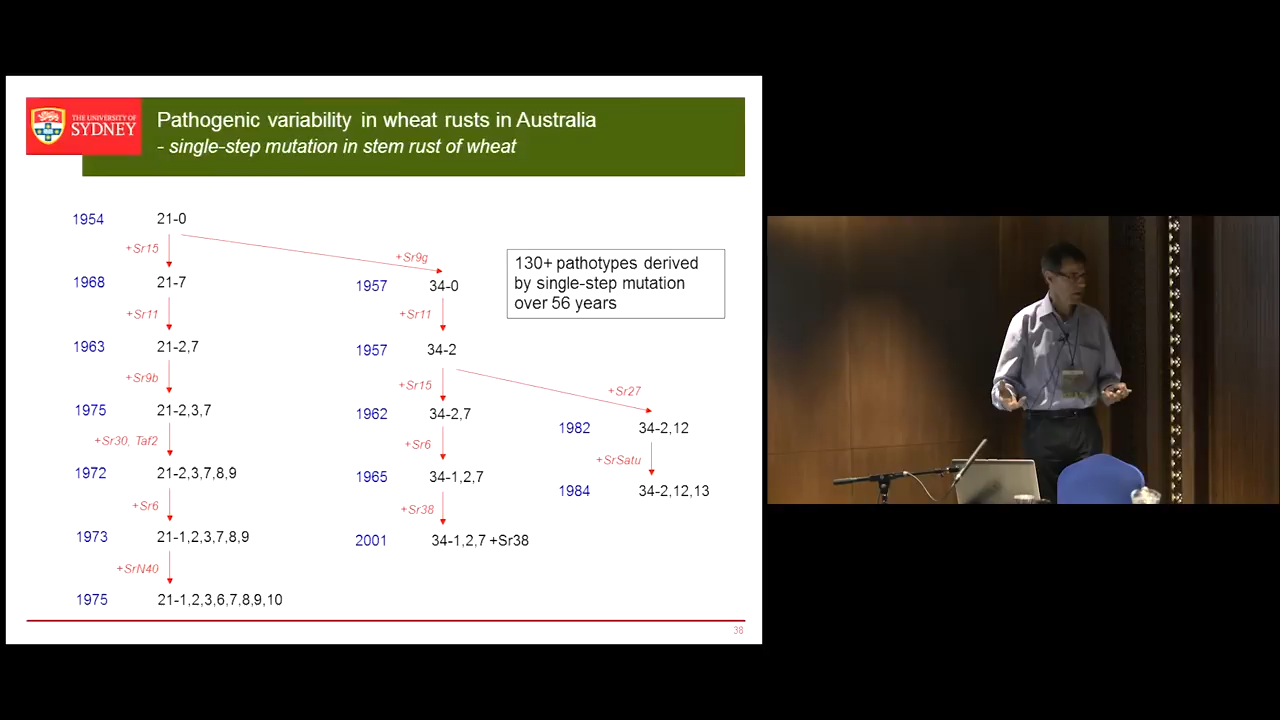 THE UNIVERSITY OF
SYDNEY
Pathogenic variability in wheat rusts in Australia
- single-step mutation in stem rust of wheat
1954 21-0
+Sr15
+Sr9g
1968 21-7
1957 34-0
130+ pathotypes derived
by single-step mutation
over 56 years
+Sr11
+Sr11
1963 21-2,7
1957 34-2
+Sr9b
+Sr15
+Sr27
1975 21-2,3,7
1962 34-2,7
1982 34-2,12
+Sr30, Taf2
+Sr6
+SrSatu
1972 21-2,3,7,8,9
1965 34-1,2,7
1984 34-2,12,13
+Sr6
+Sr38
1973 21-1,2,3,7,8,9
2001 34-1,2,7 +Sr38
+SrN40
1975 21-1,2,3,6,7,8,9,10
38